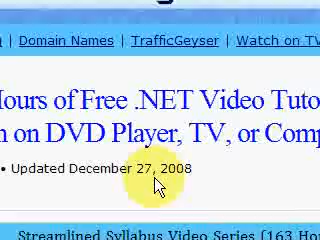 | Domain Names | TrafficGeyser | Watch on TV
Hours of Free .NET Video Tuto
n on DVD Player, TV, or Comp
• Updated December 27, 2008
Streamlined Syllabus Video Series (163 Ho